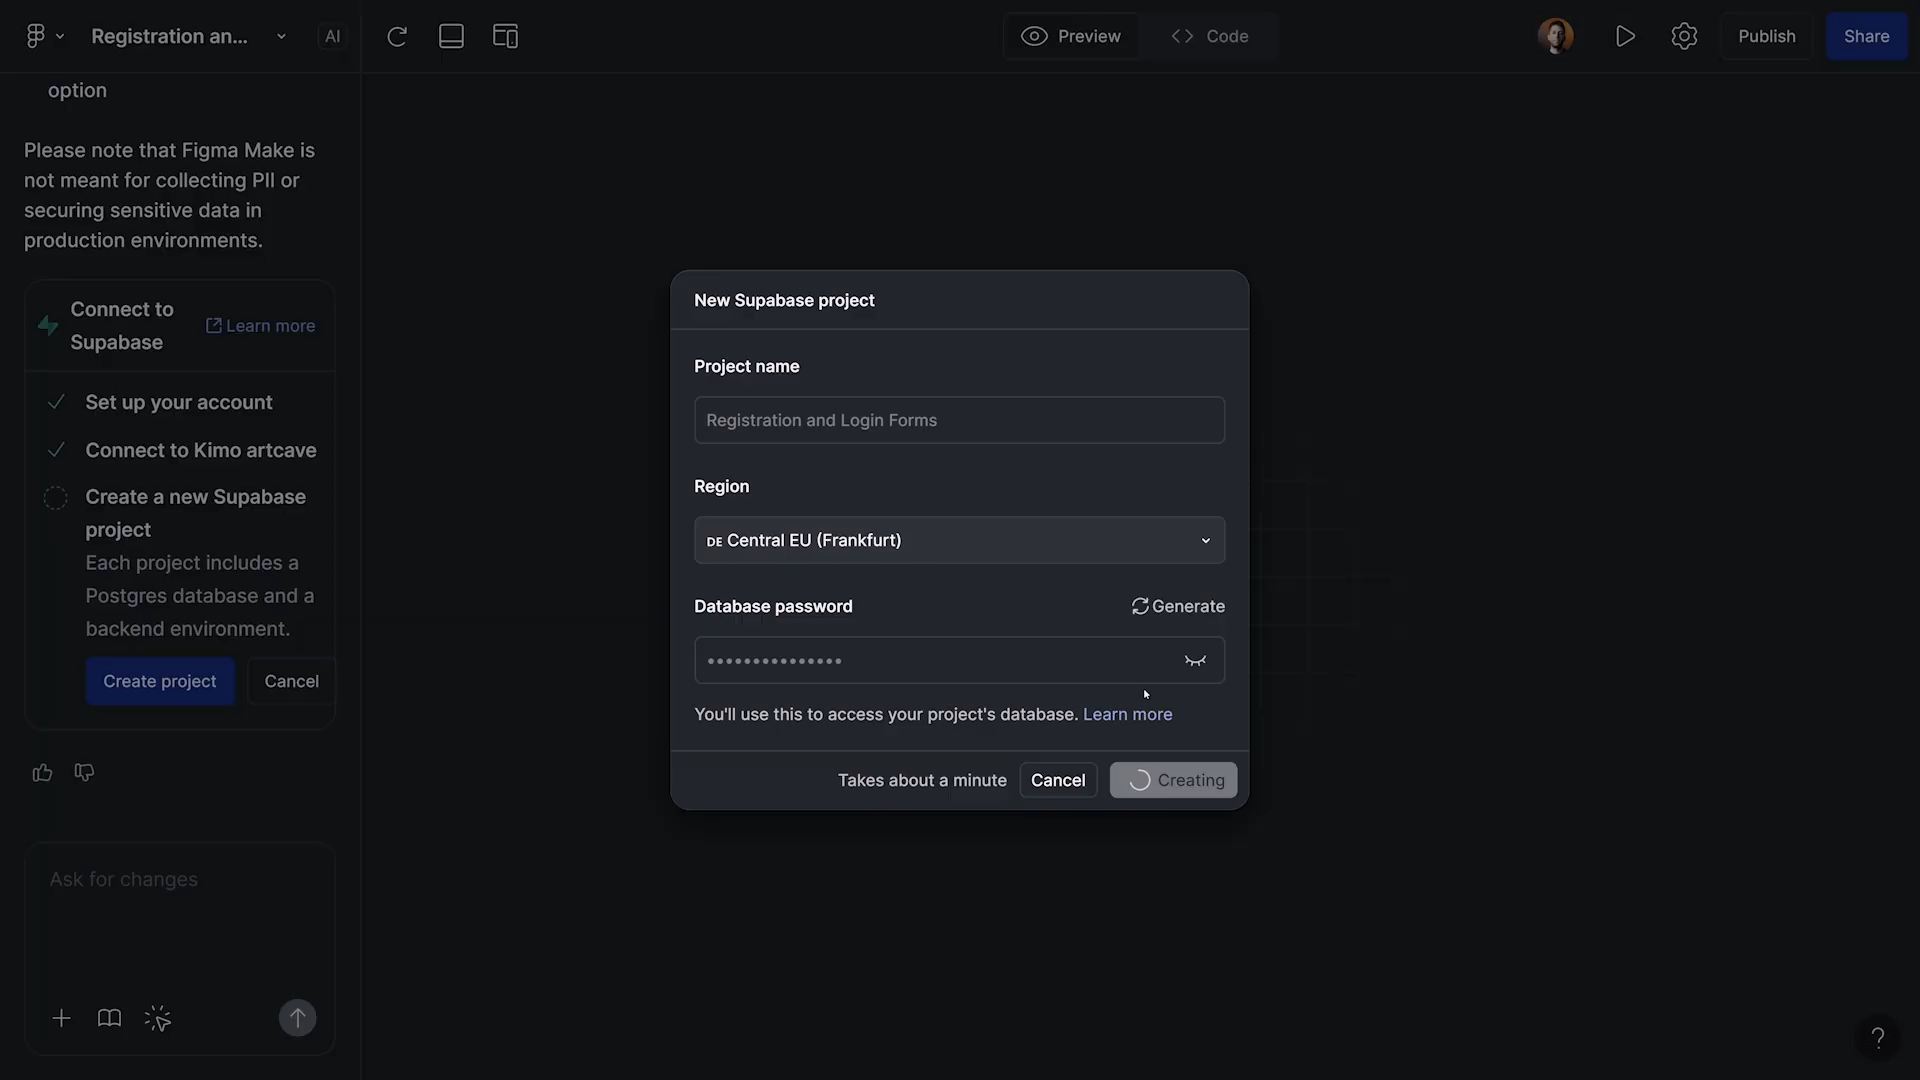 Registration an...
AI
Preview
Code
Publish
Share
option
Please note that Figma Make is
not meant for collecting PII or
securing sensitive data in
production environments.
Connect to
Supabase
Learn more
Set up your account
Connect to Kimo artcave
Create a new Supabase
project
Each project includes a
Postgres database and a
backend environment.
Create project
Cancel
Ask for changes
New Supabase project
Project name
Registration and Login Forms
Region
DE Central EU (Frankfurt)
Database password
Generate
You'll use this to access your project's database. Learn more
Takes about a minute
Cancel
Creating
?